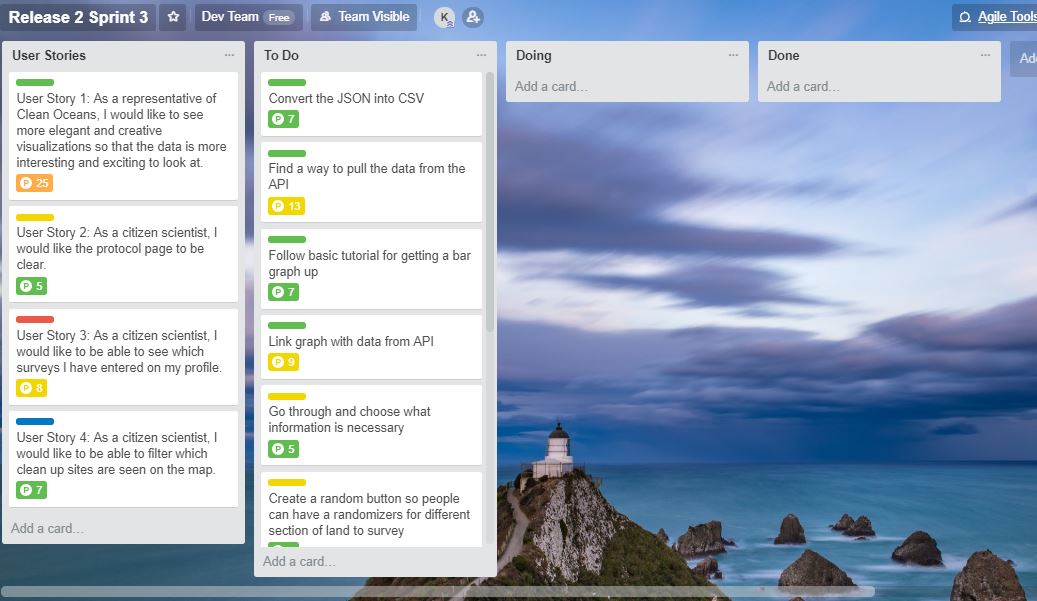 Release 2 Sprint 3
Dev Team Free
Team Visible
K
Agile Tools
User Stories
User Story 1: As a representative of
Clean Oceans, I would like to see
more elegant and creative
visualizations so that the data is more
interesting and exciting to look at.
P 25
User Story 2: As a citizen scientist, I
would like the protocol page to be
clear.
P 5
User Story 3: As a citizen scientist, I
would like to be able to see which
surveys I have entered on my profile.
P 8
User Story 4: As a citizen scientist, I
would like to be able to filter which
clean up sites are seen on the map.
P 7
Add a card...
To Do
Convert the JSON into CSV
P 7
Find a way to pull the data from the
API
P 13
Follow basic tutorial for getting a bar
graph up
P 7
Link graph with data from API
P 9
Go through and choose what
information is necessary
P 5
Create a random button so people
can have a randomizers for different
section of land to survey
Add a card...
Doing
Add a card...
Done
Add a card...
Ad